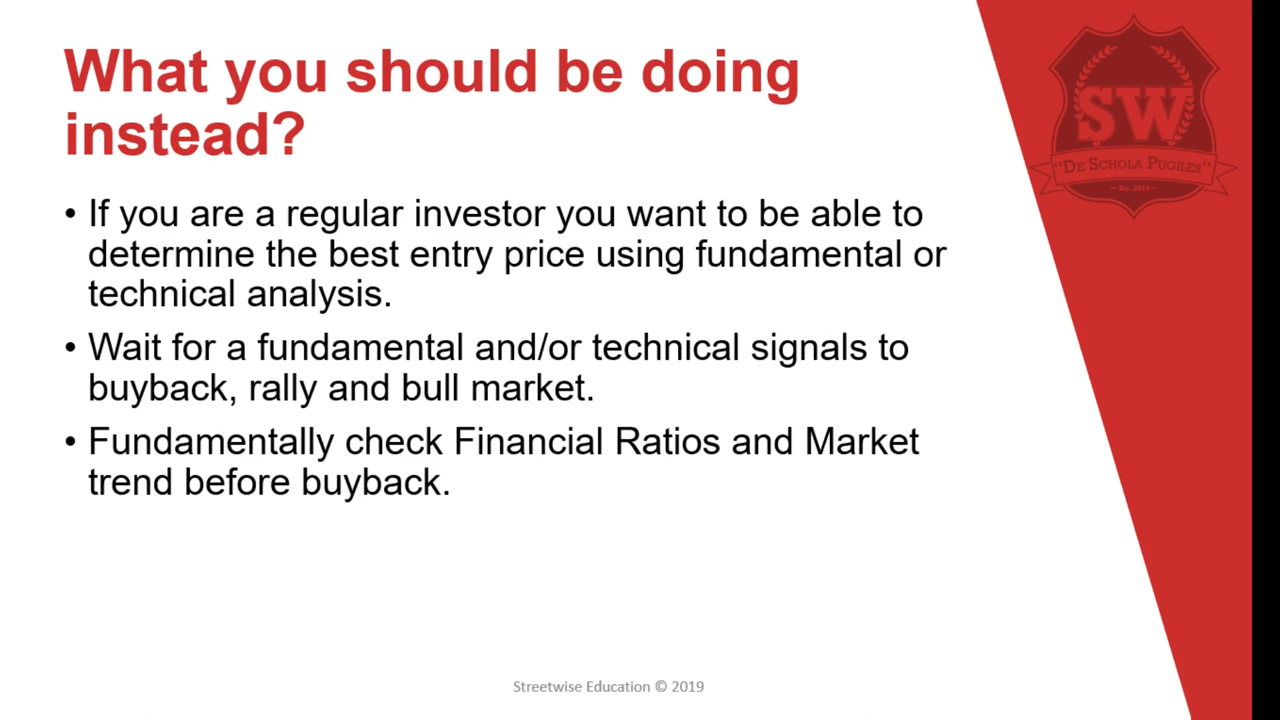 What you should be doing
instead?
SW
"DE SCHOLA PUGILES"
• If you are a regular investor you want to be able to
determine the best entry price using fundamental or
technical analysis.
• Wait for a fundamental and/or technical signals to
buyback, rally and bull market.
• Fundamentally check Financial Ratios and Market
trend before buyback.
Streetwise Education © 2019